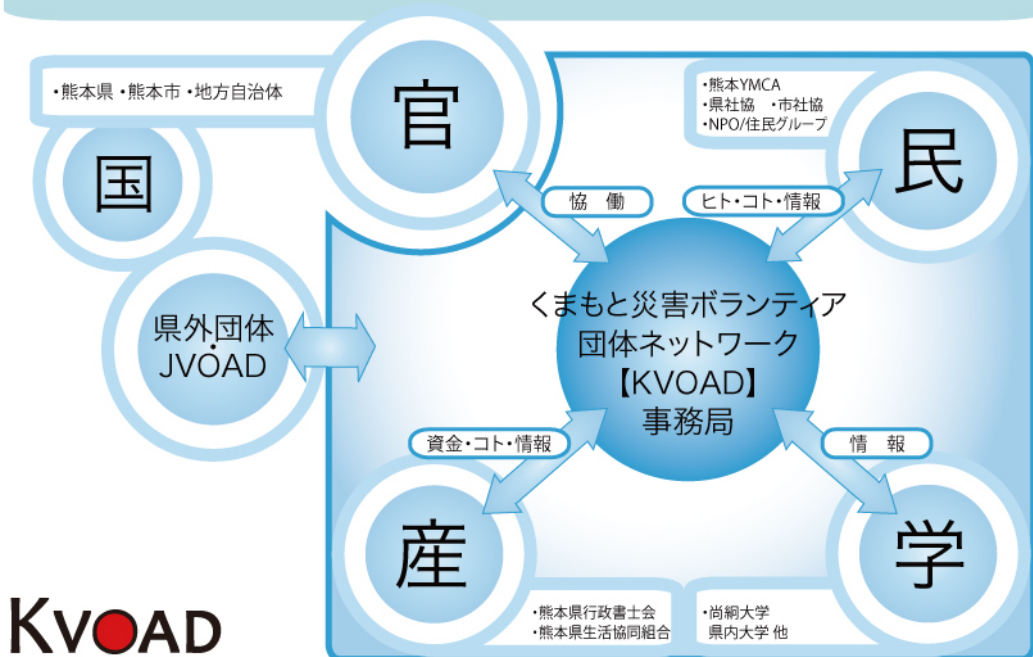 ・熊本県 ・熊本市 ・地方自治体
官
国
県外団体
・
JVOAD
・熊本YMCA
・県社協 ・市社協
・NPO/住民グループ
民
協 働
ヒト・コト・情報
くまもと災害ボランティア
団体ネットワーク
【KVOAD】
事務局
資金・コト・情報
情 報
産
・熊本県行政書士会
・熊本県生活協同組合
学
・尚絅大学
県内大学 他
KVOAD